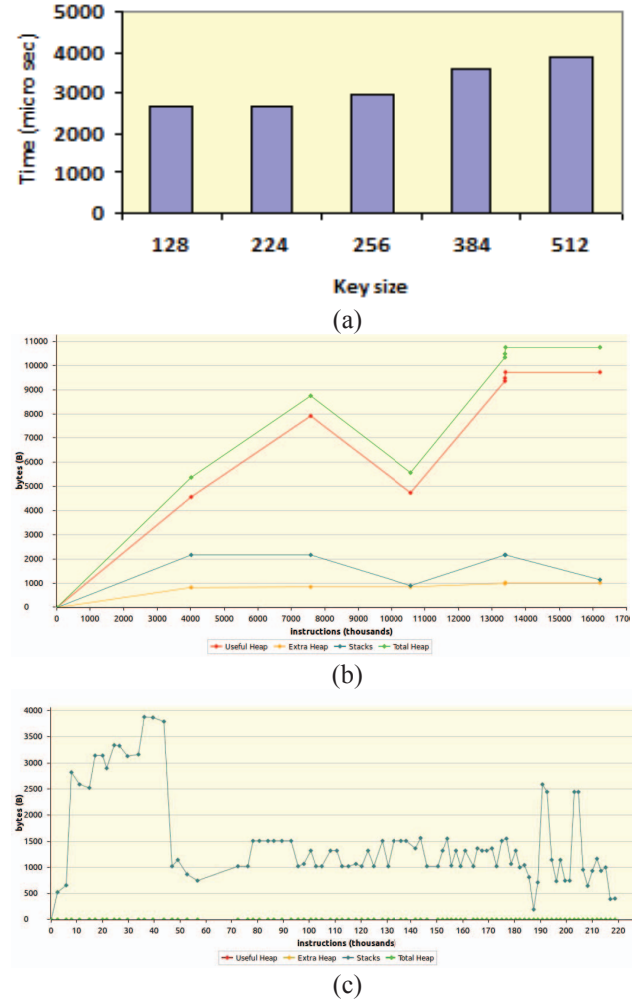 5000
4000
3000
2000
1000
0
Time (micro sec)
128 224 256 384 512
Key size
(a)
11000
10000
9000
8000
7000
6000
5000
4000
3000
2000
1000
0
bytes (B)
0 1000 2000 3000 4000 5000 6000 7000 8000 9000 10000 11000 12000 13000 14000 15000 16000 1700
instructions (thousands)
Useful Heap Extra Heap Stacks Total Heap
(b)
4000
3500
3000
2500
2000
1500
1000
500
0
bytes (B)
0 10 20 30 40 50 60 70 80 90 100 110 120 130 140 150 160 170 180 190 200 210 220
instructions (thousands)
Useful Heap Extra Heap Stacks Total Heap
(c)